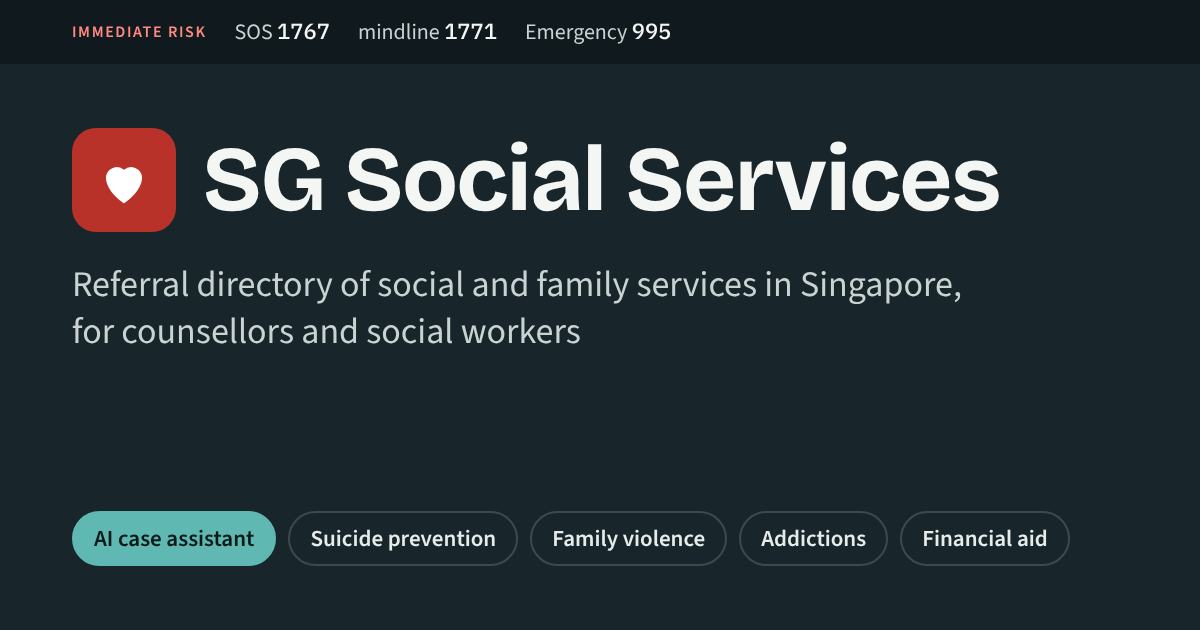 IMMEDIATE RISK SOS 1767 mindline 1771 Emergency 995
SG Social Services
Referral directory of social and family services in Singapore,
for counsellors and social workers
AI case assistant Suicide prevention Family violence Addictions Financial aid